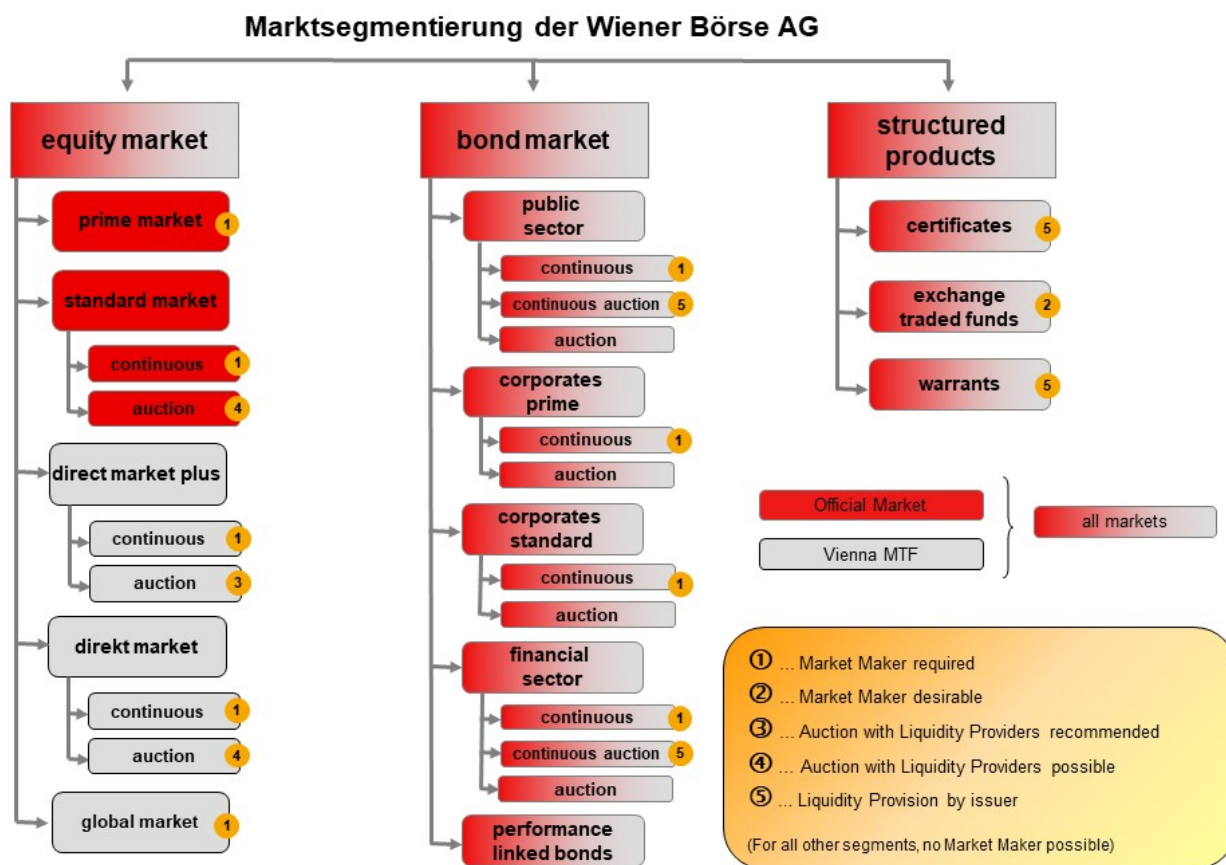 Marktsegmentierung der Wiener Börse AG
equity market
prime market
1
standard market
continuous
1
auction
4
direct market plus
continuous
1
auction
3
direkt market
continuous
1
auction
4
global market
1
bond market
public
sector
continuous
1
continuous auction
5
auction
corporates
prime
continuous
1
auction
corporates
standard
continuous
1
auction
financial
sector
continuous
1
continuous auction
5
auction
performance
linked bonds
structured
products
certificates
5
exchange
traded funds
2
warrants
5
Official Market
Vienna MTF
all markets
① ... Market Maker required
② ... Market Maker desirable
③ ... Auction with Liquidity Providers recommended
④ ... Auction with Liquidity Providers possible
⑤ ... Liquidity Provision by issuer
(For all other segments, no Market Maker possible)